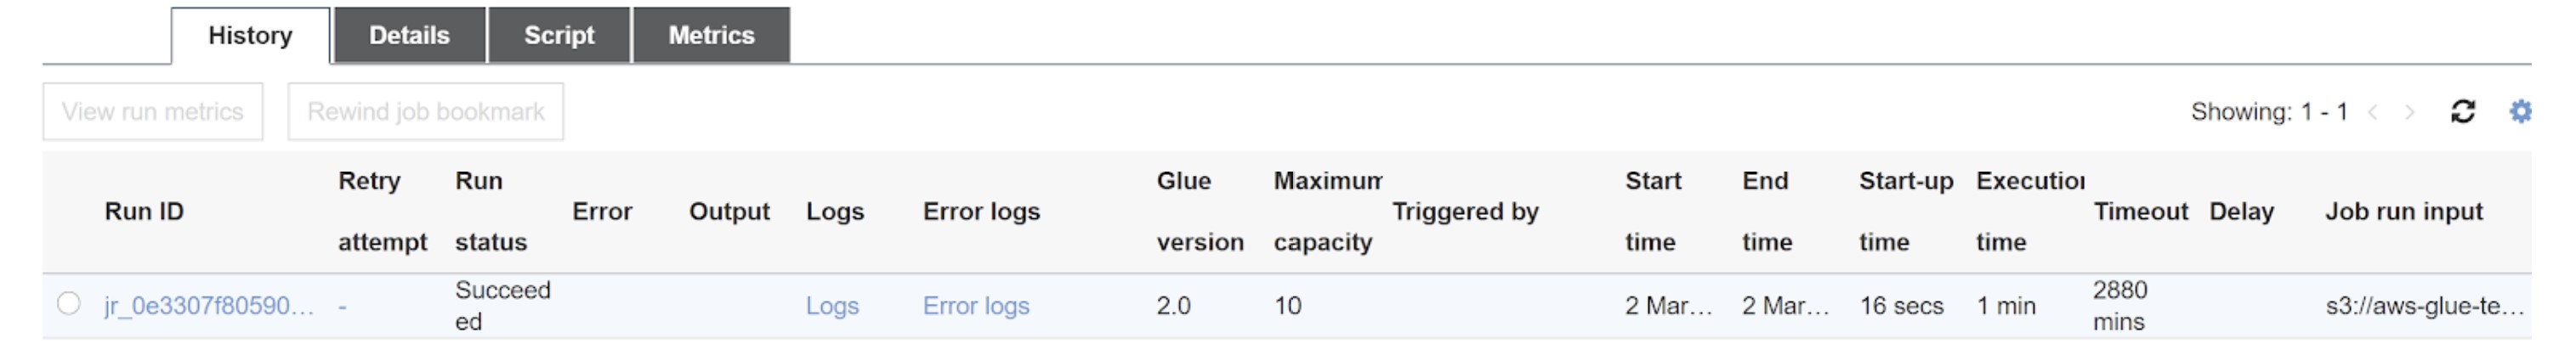 History Details Script Metrics
View run metrics Rewind job bookmark Showing: 1 - 1
Run ID Retry attempt Run status Error Output Logs Error logs Glue version Maximum capacity Triggered by Start time End time Start-up time Execution time Timeout Delay Job run input
jr_0e3307f80590... - Succeeded Logs Error logs 2.0 10 2 Mar... 2 Mar... 16 secs 1 min 2880 mins s3://aws-glue-te...